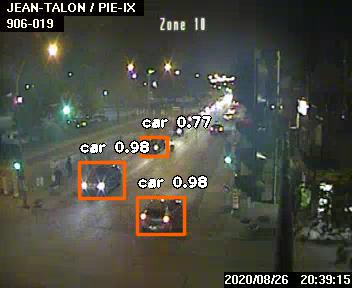 JEAN-TALON / PIE-IX
906-019
Zone 10
car 0.77
car 0.98
car 0.98
2020/08/26 20:39:15